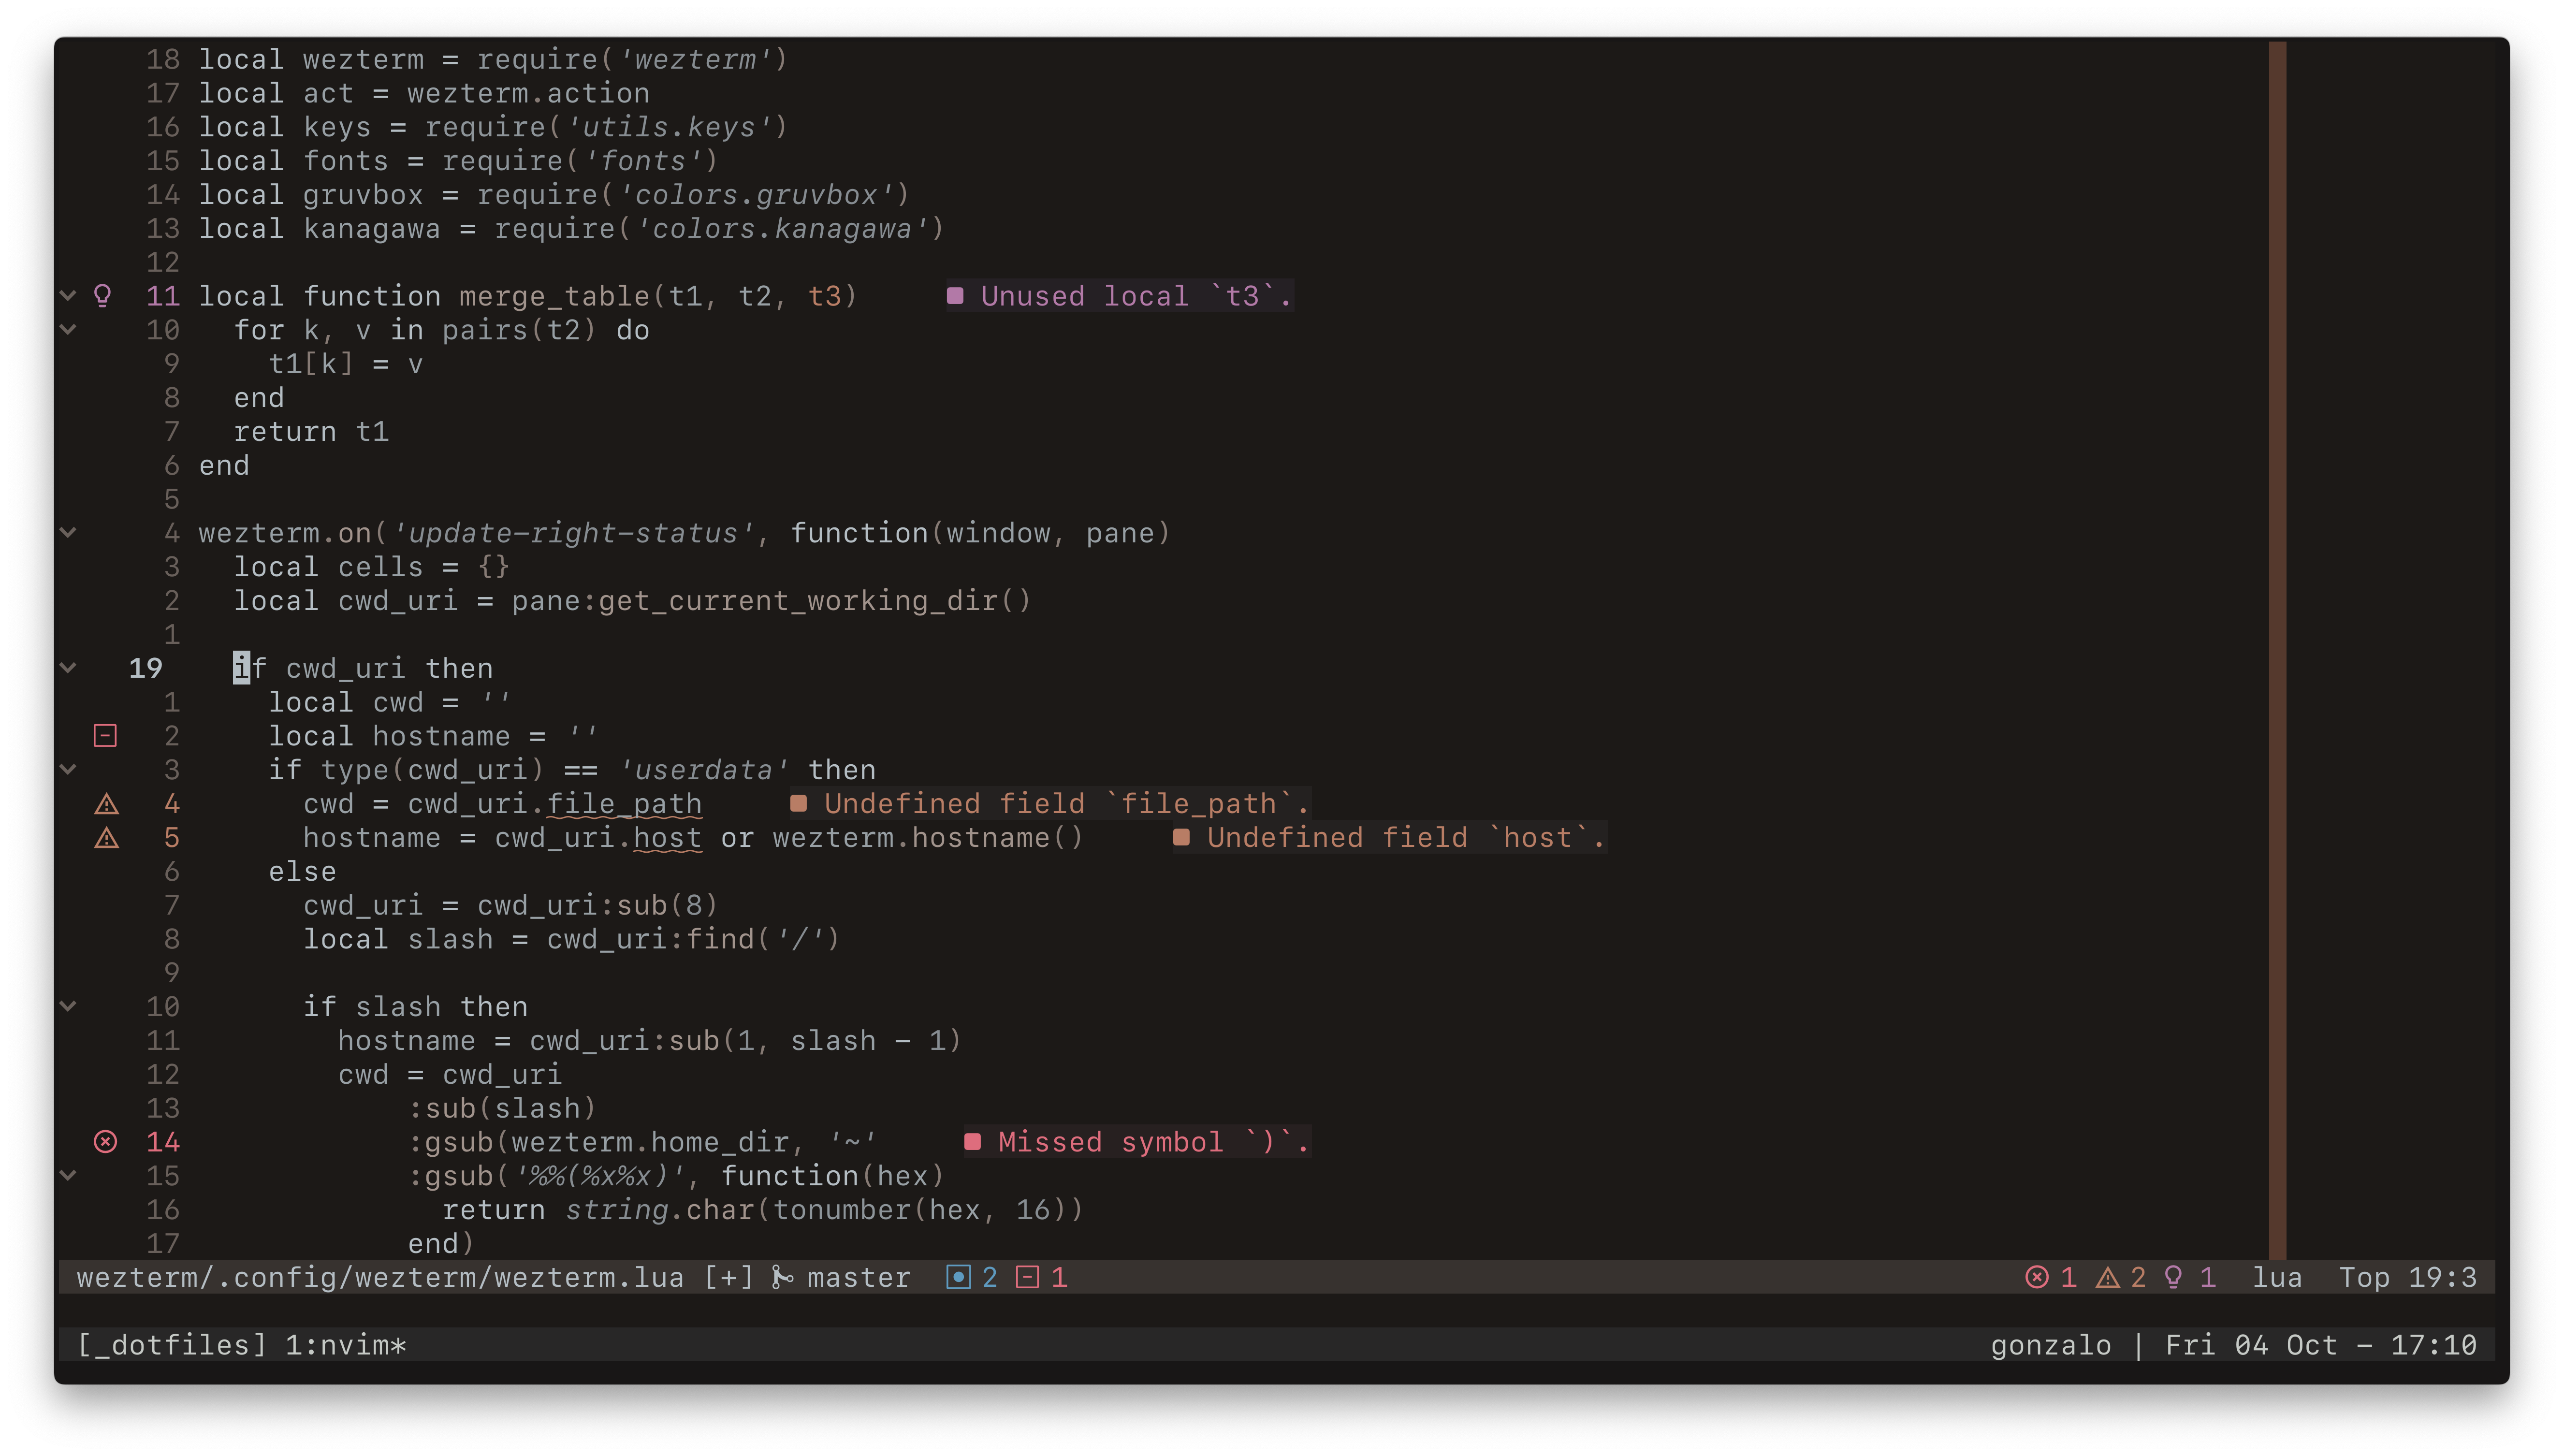 18 local wezterm = require('wezterm')
17 local act = wezterm.action
16 local keys = require('utils.keys')
15 local fonts = require('fonts')
14 local gruvbox = require('colors.gruvbox')
13 local kanagawa = require('colors.kanagawa')
12
11 local function merge_table(t1, t2, t3)     ■ Unused local `t3`.
10   for k, v in pairs(t2) do
9     t1[k] = v
8   end
7   return t1
6 end
5
4 wezterm.on('update-right-status', function(window, pane)
3   local cells = {}
2   local cwd_uri = pane:get_current_working_dir()
1
19   if cwd_uri then
1     local cwd = ''
2     local hostname = ''
3     if type(cwd_uri) == 'userdata' then
4       cwd = cwd_uri.file_path     ■ Undefined field `file_path`.
5       hostname = cwd_uri.host or wezterm.hostname()     ■ Undefined field `host`.
6     else
7       cwd_uri = cwd_uri:sub(8)
8       local slash = cwd_uri:find('/')
9
10       if slash then
11         hostname = cwd_uri:sub(1, slash - 1)
12         cwd = cwd_uri
13             :sub(slash)
14             :gsub(wezterm.home_dir, '~'     ■ Missed symbol `)`.
15             :gsub('%%(%x%x)', function(hex)
16               return string.char(tonumber(hex, 16))
17             end)
wezterm/.config/wezterm/wezterm.lua [+] master 2 1 1 2 1 lua Top 19:3
[_dotfiles] 1:nvim* gonzalo | Fri 04 Oct - 17:10